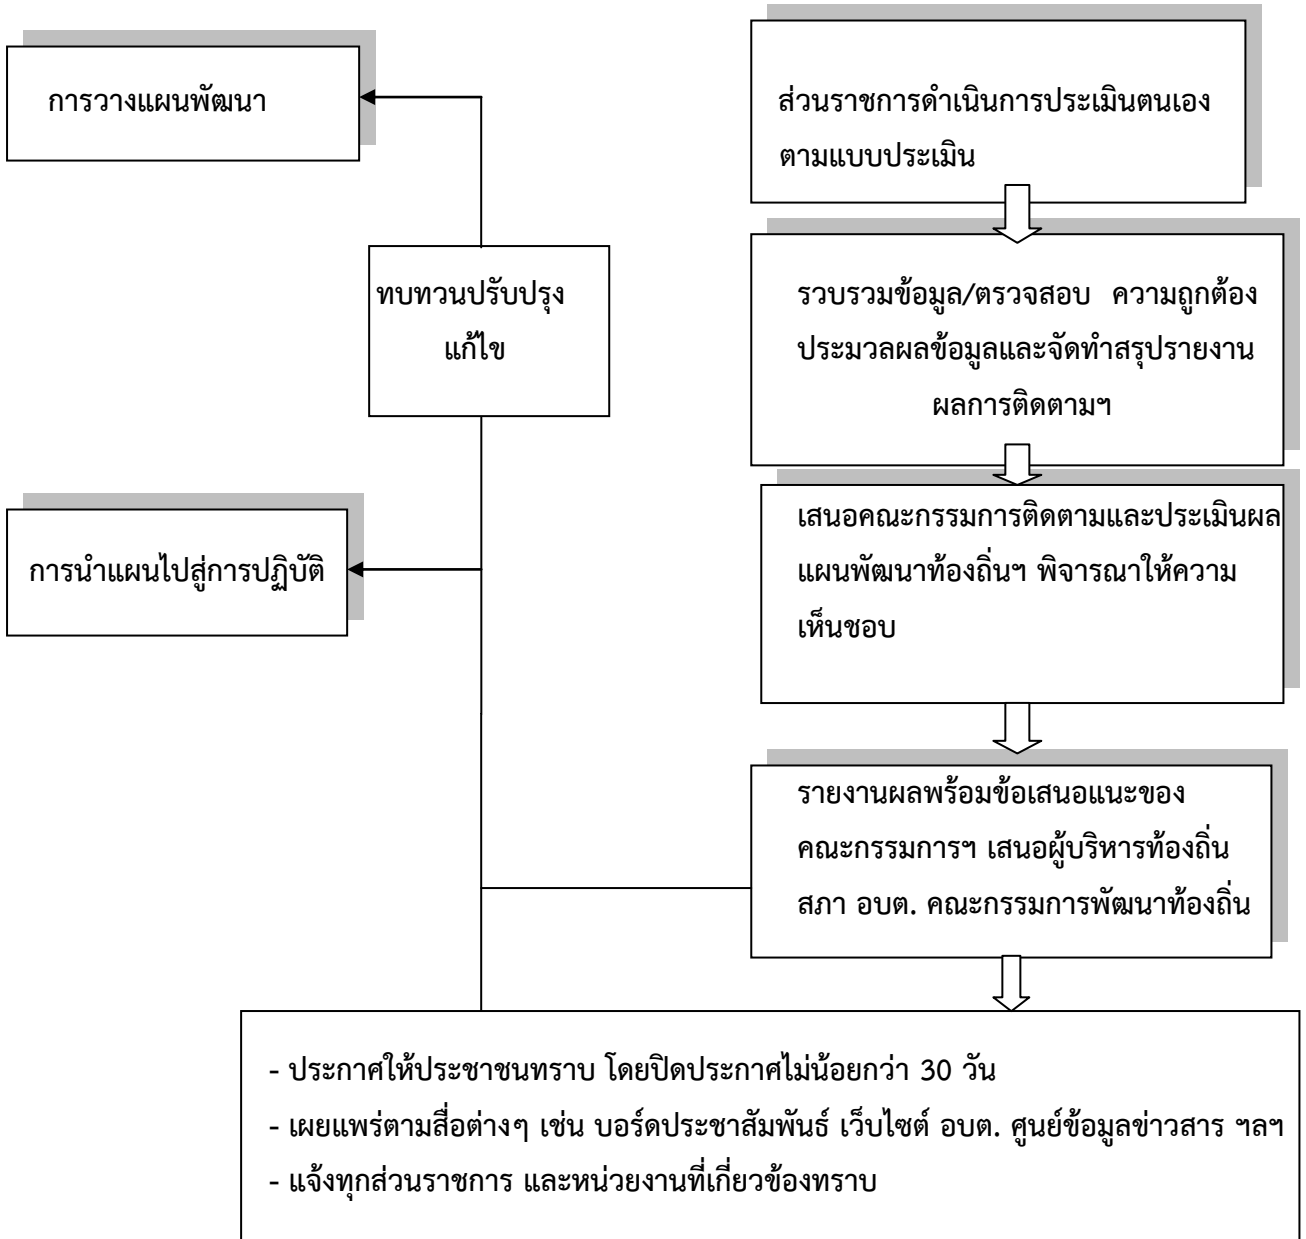 การวางแผนพัฒนา
ส่วนราชการดำเนินการประเมินตนเอง
ตามแบบประเมิน
ทบทวนปรับปรุง
แก้ไข
รวบรวมข้อมูล/ตรวจสอบ ความถูกต้อง
ประมวลผลข้อมูลและจัดทำสรุปรายงาน
ผลการติดตามฯ
การนำแผนไปสู่การปฏิบัติ
เสนอคณะกรรมการติดตามและประเมินผล
แผนพัฒนาท้องถิ่นฯ พิจารณาให้ความ
เห็นชอบ
รายงานผลพร้อมข้อเสนอแนะของ
คณะกรรมการฯ เสนอผู้บริหารท้องถิ่น
สภา อบต. คณะกรรมการพัฒนาท้องถิ่น
- ประกาศให้ประชาชนทราบ โดยปิดประกาศไม่น้อยกว่า 30 วัน
- เผยแพร่ตามสื่อต่างๆ เช่น บอร์ดประชาสัมพันธ์ เว็บไซต์ อบต. ศูนย์ข้อมูลข่าวสาร ฯลฯ
- แจ้งทุกส่วนราชการ และหน่วยงานที่เกี่ยวข้องทราบ